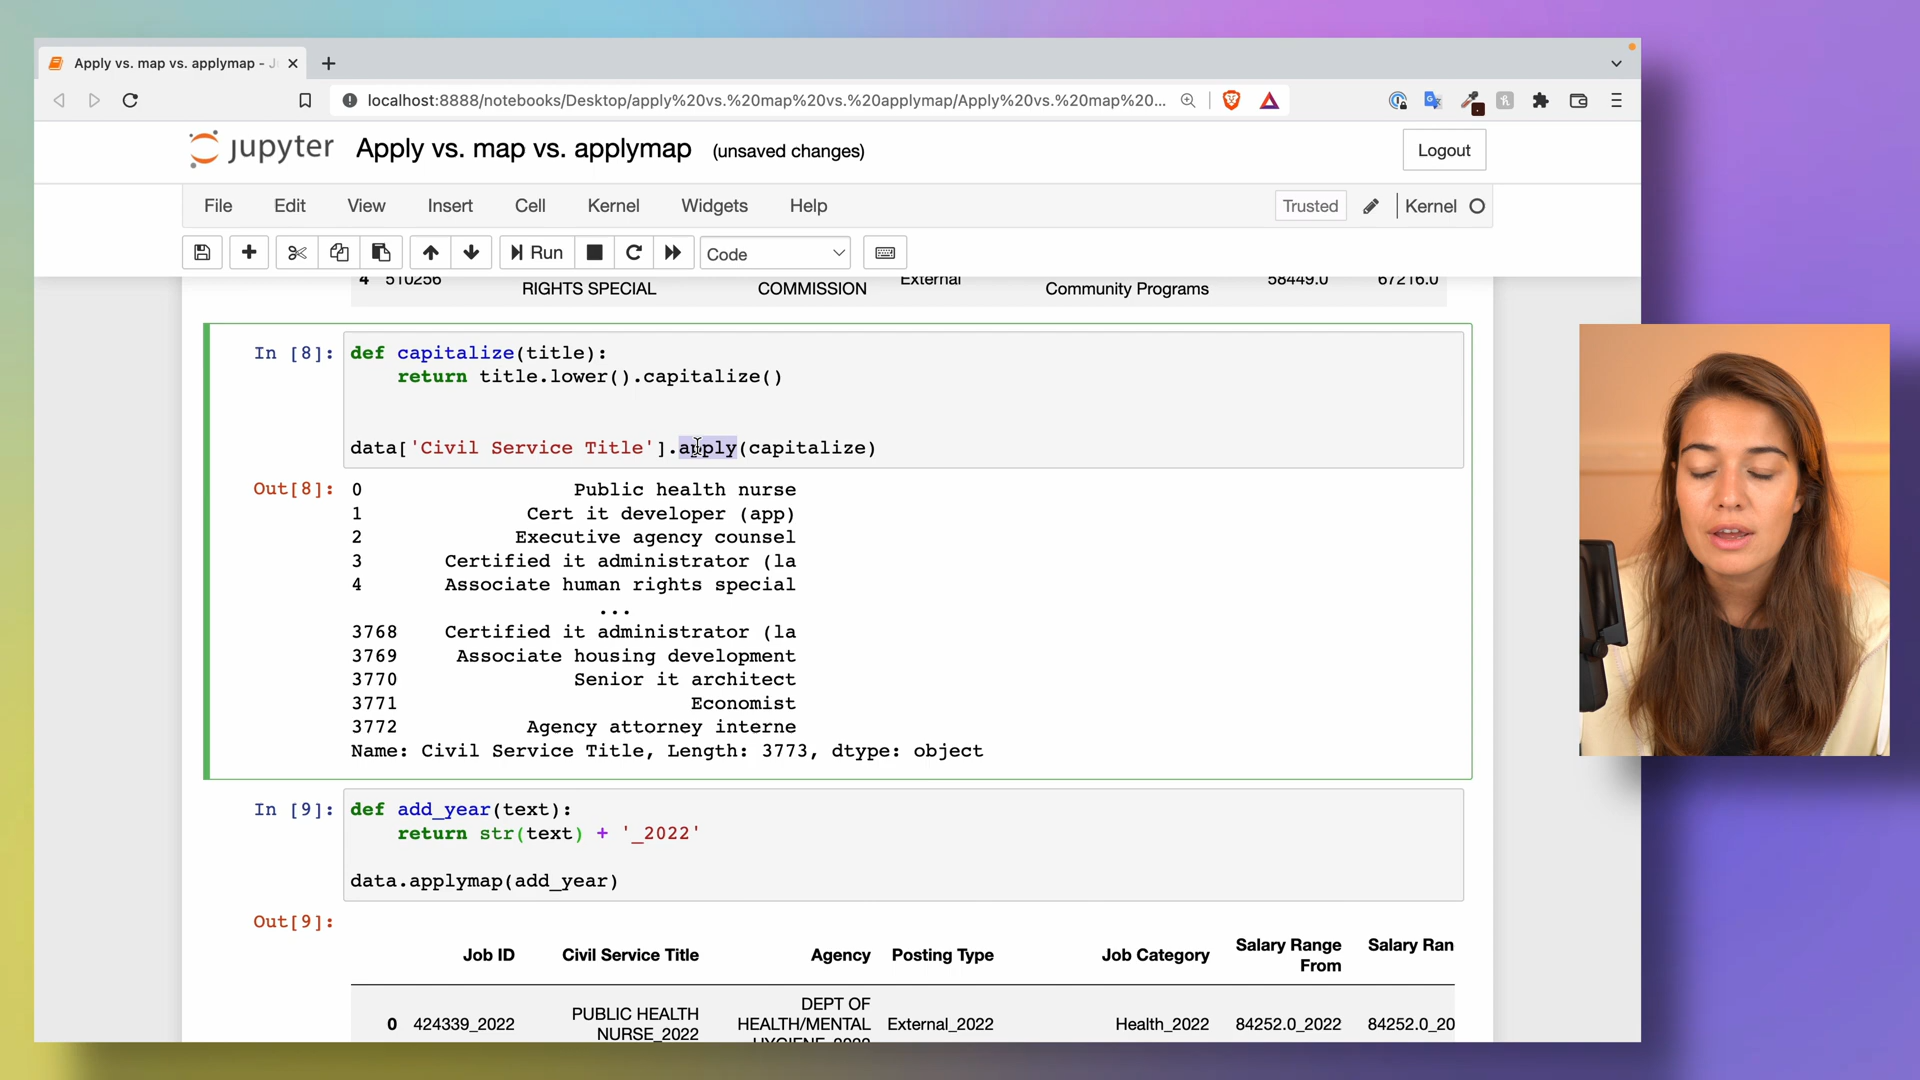 Apply vs. map vs. applymap - J
localhost:8888/notebooks/Desktop/apply%20vs.%20map%20vs.%20applymap/Apply%20vs.%20map%20...
jupyter Apply vs. map vs. applymap (unsaved changes) Logout
File Edit View Insert Cell Kernel Widgets Help Trusted Kernel
Run Code
4 510256 RIGHTS SPECIAL COMMISSION External Community Programs 58449.0 67216.0
In [8]: def capitalize(title):
return title.lower().capitalize()
data['Civil Service Title'].apply(capitalize)
Out[8]: 0 Public health nurse
1 Cert it developer (app)
2 Executive agency counsel
3 Certified it administrator (la
4 Associate human rights special
...
3768 Certified it administrator (la
3769 Associate housing development
3770 Senior it architect
3771 Economist
3772 Agency attorney interne
Name: Civil Service Title, Length: 3773, dtype: object
In [9]: def add_year(text):
return str(text) + '_2022'
data.applymap(add_year)
Out[9]:
Job ID Civil Service Title Agency Posting Type Job Category Salary Range From Salary Ran
0 424339_2022 PUBLIC HEALTH NURSE_2022 DEPT OF HEALTH/MENTAL HYGIENE_2022 External_2022 Health_2022 84252.0_2022 84252.0_20